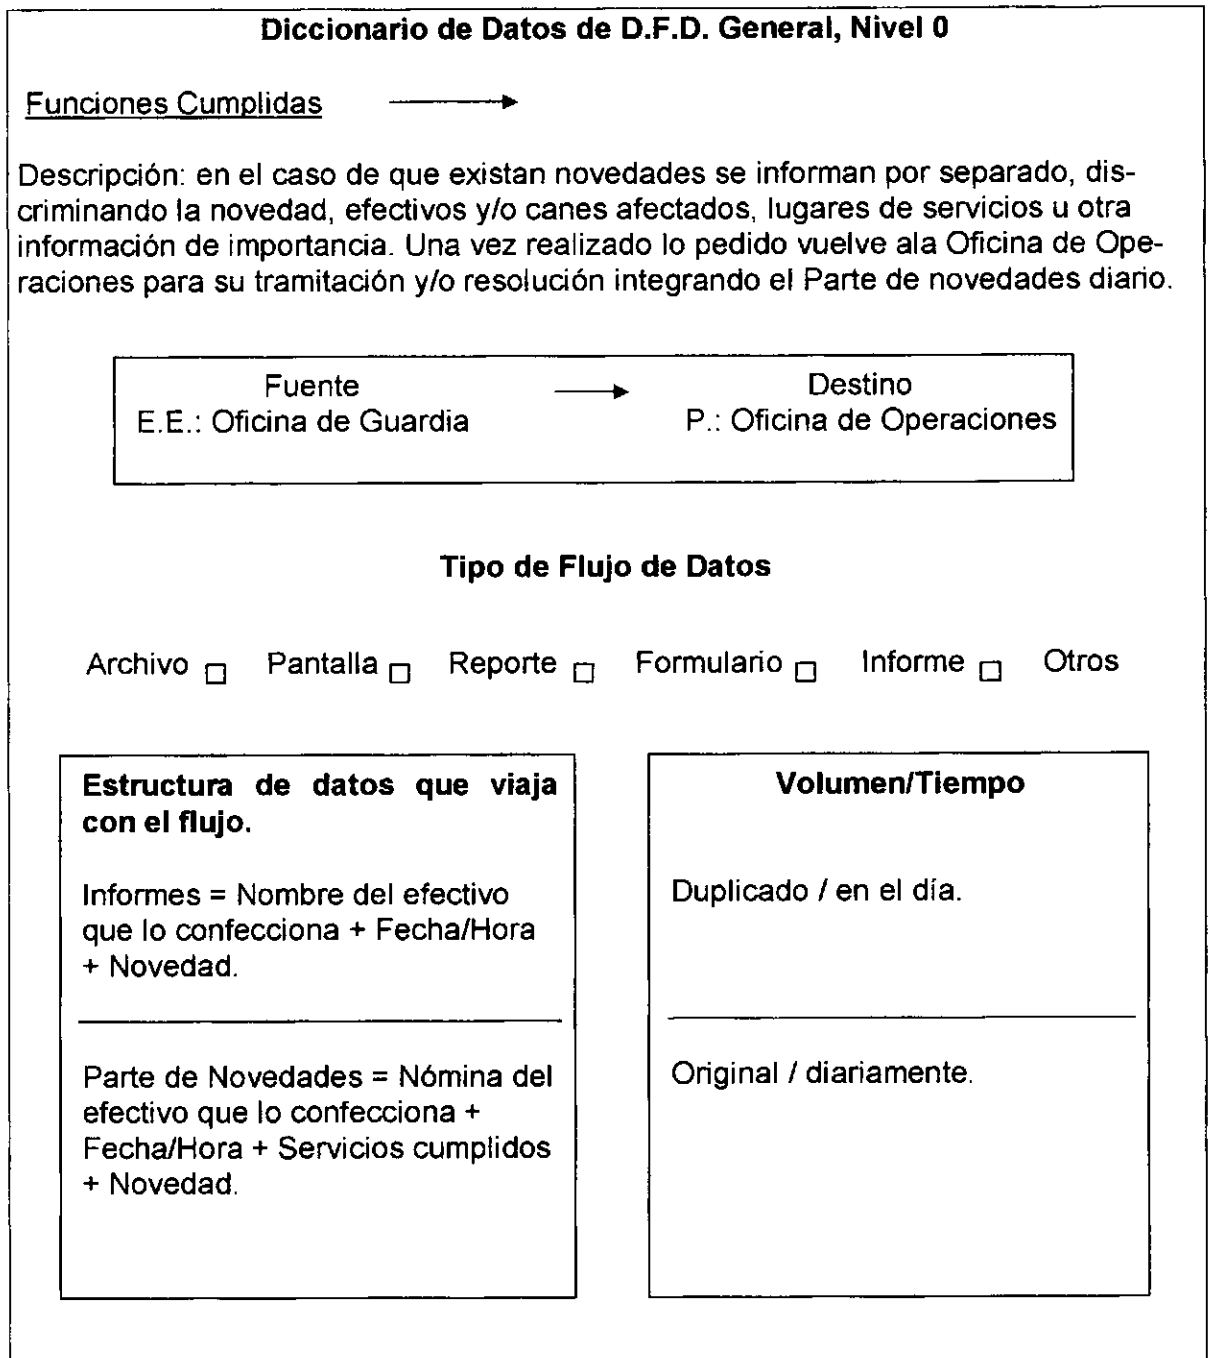 Diccionario de Datos de D.F.D. General, Nivel 0
Funciones Cumplidas
Descripción: en el caso de que existan novedades se informan por separado, dis-
criminando la novedad, efectivos y/o canes afectados, lugares de servicios u otra
información de importancia. Una vez realizado lo pedido vuelve ala Oficina de Ope-
raciones para su tramitación y/o resolución integrando el Parte de novedades diario.
Fuente Destino
E.E.: Oficina de Guardia P.: Oficina de Operaciones
Tipo de Flujo de Datos
Archivo Pantalla Reporte Formulario Informe Otros
Estructura de datos que viaja
con el flujo.
Informes = Nombre del efectivo
que lo confecciona + Fecha/Hora
+ Novedad.
Parte de Novedades = Nómina del
efectivo que lo confecciona +
Fecha/Hora + Servicios cumplidos
+ Novedad.
Volumen/Tiempo
Duplicado / en el día.
Original / diariamente.